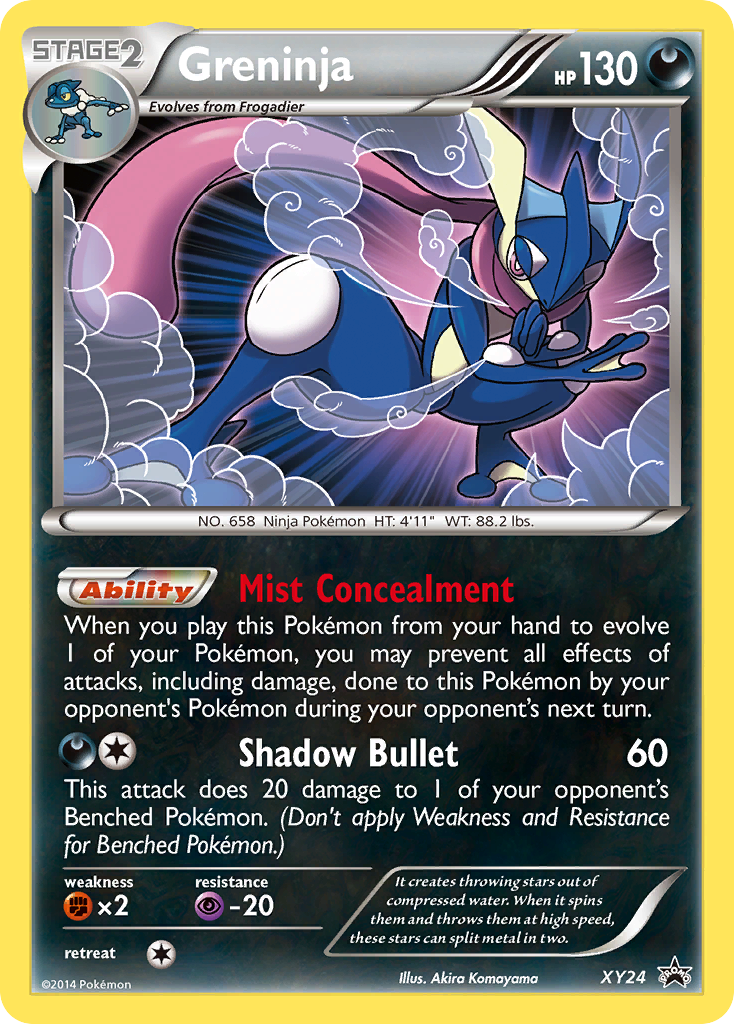 STAGE2
Greninja
HP130
Evolves from Frogadier
NO. 658 Ninja Pokémon HT: 4'11" WT: 88.2 lbs.
Ability Mist Concealment
When you play this Pokémon from your hand to evolve
1 of your Pokémon, you may prevent all effects of
attacks, including damage, done to this Pokémon by your
opponent's Pokémon during your opponent’s next turn.
Shadow Bullet 60
This attack does 20 damage to 1 of your opponent’s
Benched Pokémon. (Don't apply Weakness and Resistance
for Benched Pokémon.)
weakness resistance
×2 -20
It creates throwing stars out of
compressed water. When it spins
them and throws them at high speed,
these stars can split metal in two.
retreat
©2014 Pokémon
Illus. Akira Komayama
XY24 PROMO